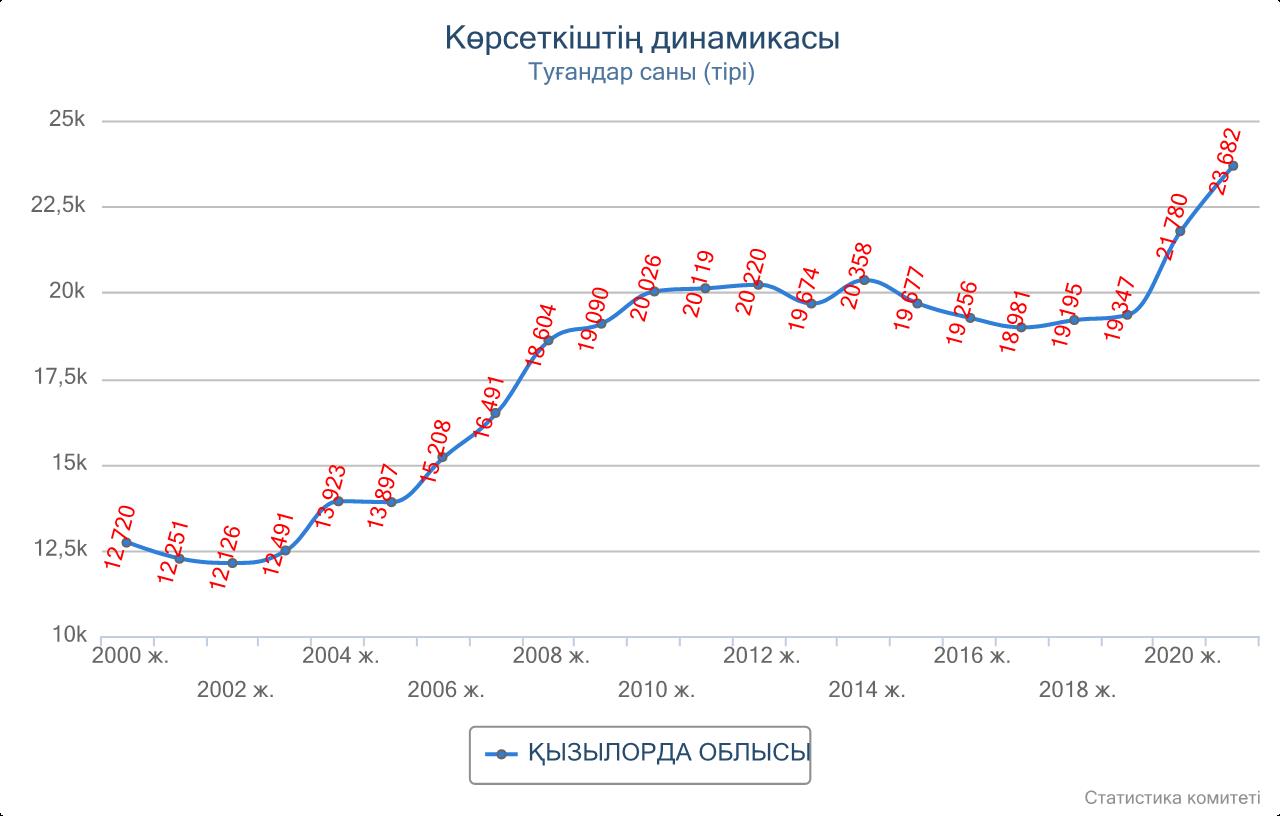 Көрсеткіштің динамикасы
Туғандар саны (тірі)
25k
22,5k
20k
17,5k
15k
12,5k
10k
12 720
12 251
12 126
12 491
13 923
13 897
15 208
16 491
18 604
19 090
20 026
20 119
20 220
19 674
20 358
19 677
19 256
18 981
19 195
19 347
21 780
23 682
2000 ж.
2004 ж.
2008 ж.
2012 ж.
2016 ж.
2020 ж.
2002 ж.
2006 ж.
2010 ж.
2014 ж.
2018 ж.
ҚЫЗЫЛОРДА ОБЛЫСЫ
Статистика комитеті